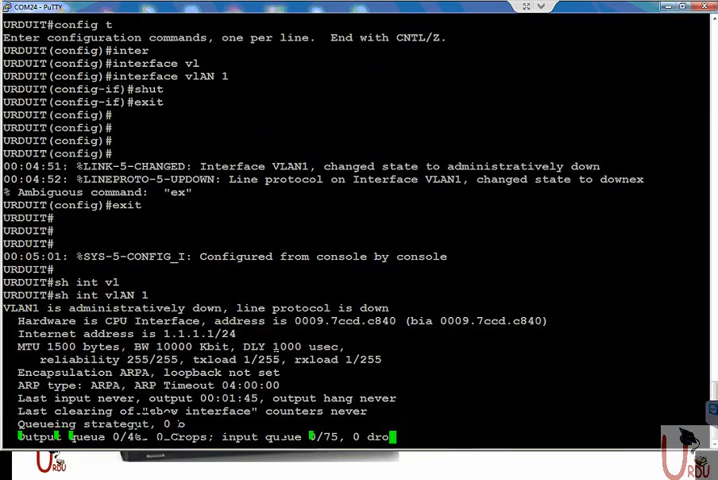 COM24 - PuTTY
URDUIT#config t
Enter configuration commands, one per line.  End with CNTL/Z.
URDUIT(config)#inter
URDUIT(config)#interface vl
URDUIT(config)#interface vlAN 1
URDUIT(config-if)#shut
URDUIT(config-if)#exit
URDUIT(config)#
URDUIT(config)#
URDUIT(config)#
URDUIT(config)#
00:04:51: %LINK-5-CHANGED: Interface VLAN1, changed state to administratively down
00:04:52: %LINEPROTO-5-UPDOWN: Line protocol on Interface VLAN1, changed state to downex
% Ambiguous command:  "ex"
URDUIT(config)#exit
URDUIT#
URDUIT#
URDUIT#
00:05:01: %SYS-5-CONFIG_I: Configured from console by console
URDUIT#
URDUIT#sh int vl
URDUIT#sh int vlAN 1
VLAN1 is administratively down, line protocol is down
Hardware is CPU Interface, address is 0009.7ccd.c840 (bia 0009.7ccd.c840)
Internet address is 1.1.1.1/24
MTU 1500 bytes, BW 10000 Kbit, DLY 1000 usec,
reliability 255/255, txload 1/255, rxload 1/255
Encapsulation ARPA, loopback not set
ARP type: ARPA, ARP Timeout 04:00:00
Last input never, output 00:01:45, output hang never
Last clearing of "show interface" counters never
Queueing
Output queue input 0/75, 0 dro
URDU
URDU